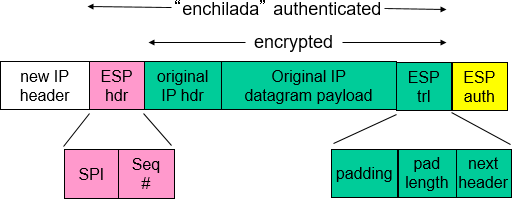 “enchilada” authenticated
encrypted
new IP
header
ESP
hdr
original
IP hdr
Original IP
datagram payload
ESP
trl
ESP
auth
SPI
Seq
#
padding
pad
length
next
header